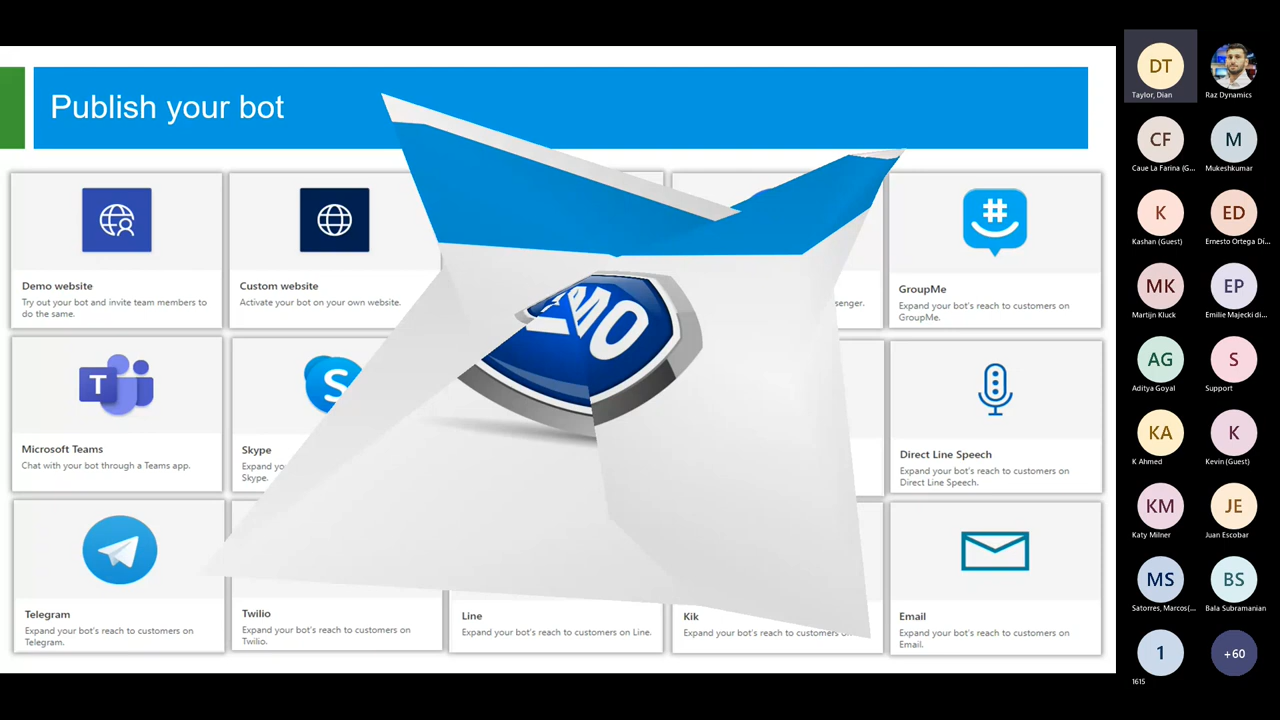 Publish your bot
Demo website
Try out your bot and invite team members to
do the same.
Custom website
Activate your bot on your own website.
senger.
GroupMe
Expand your bot's reach to customers on
GroupMe.
Microsoft Teams
Chat with your bot through a Teams app.
Skype
Expand yo
Skype.
Direct Line Speech
Expand your bot's reach to customers on
Direct Line Speech.
Telegram
Expand your bot's reach to customers on
Telegram.
Twilio
Expand your bot's reach to customers on
Twilio.
Line
Expand your bot's reach to customers on Line.
Kik
Expand your bot's reach to customers
Email
Expand your bot's reach to customers on
Email.
DT
Taylor, Dian
Raz Dynamics
CF
Caue La Farina (G...
M
Mukeshkumar
K
Kashan (Guest)
ED
Ernesto Ortega Di...
MK
Martijn Kluck
EP
Emilie Majecki di...
AG
Aditya Goyal
S
Support
KA
K Ahmed
K
Kevin (Guest)
KM
Katy Milner
JE
Juan Escobar
MS
Satorres, Marcos(...
BS
Bala Subramanian
1
1615
+60